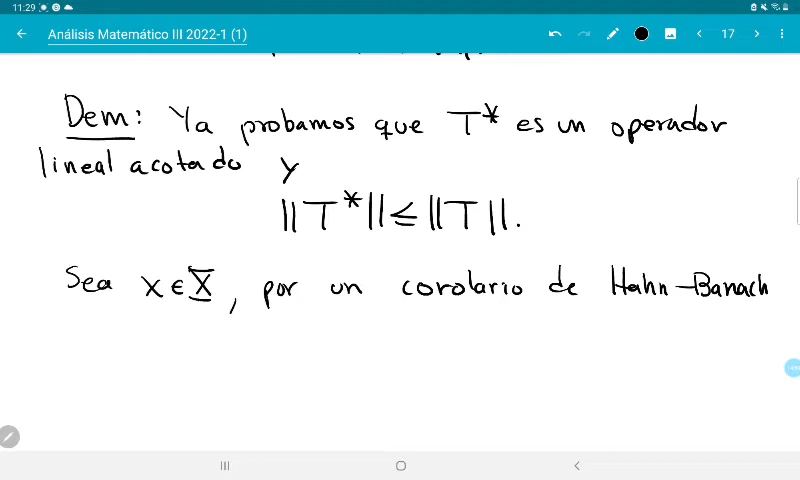 11:29
Análisis Matemático III 2022-1 (1)
17
Dem: Ya probamos que T* es un operador
lineal acotado y
||T*|| ≤ ||T||.
Sea x ∈ X, por un corolario de Hahn-Banach